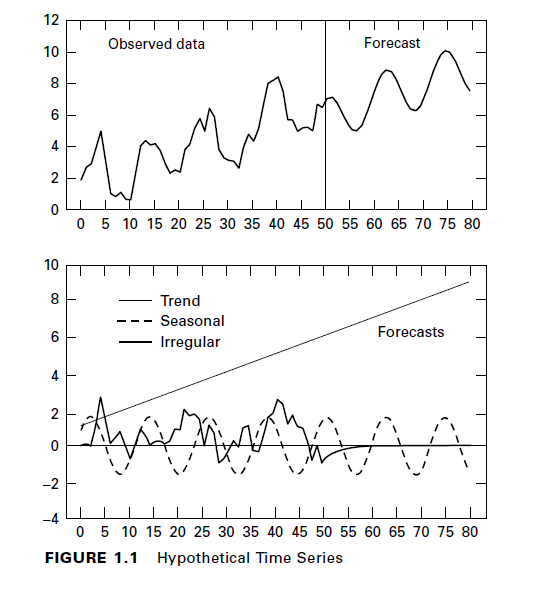 12
Observed data Forecast
10
8
6
4
2
0
0 5 10 15 20 25 30 35 40 45 50 55 60 65 70 75 80
10
8
Trend
Seasonal
Irregular
Forecasts
6
4
2
0
−2
−4
0 5 10 15 20 25 30 35 40 45 50 55 60 65 70 75 80
FIGURE 1.1 Hypothetical Time Series